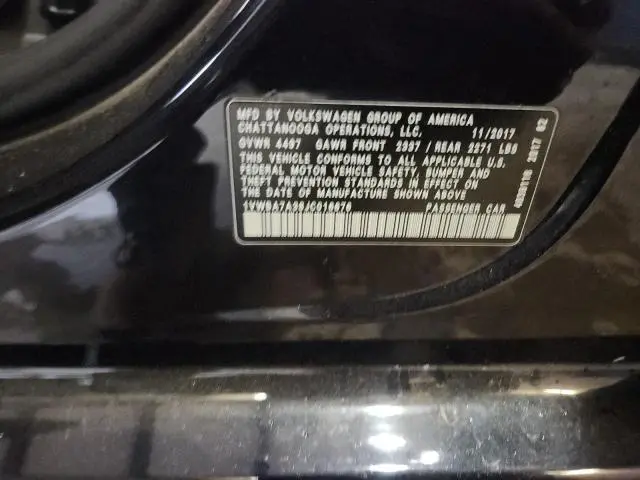 MFD BY VOLKSWAGEN GROUP OF AMERICA
CHATTANOOGA OPERATIONS, LLC. 11/2017
GVWR 4497 GAWR FRONT 2337 / REAR 2271 LBS
THIS VEHICLE CONFORMS TO ALL APPLICABLE U.S.
FEDERAL MOTOR VEHICLE SAFETY, BUMPER AND
THEFT PREVENTION STANDARDS IN EFFECT ON
THE DATE OF MANUFACTURE SHOWN ABOVE
PASSENGER CAR
2017 02